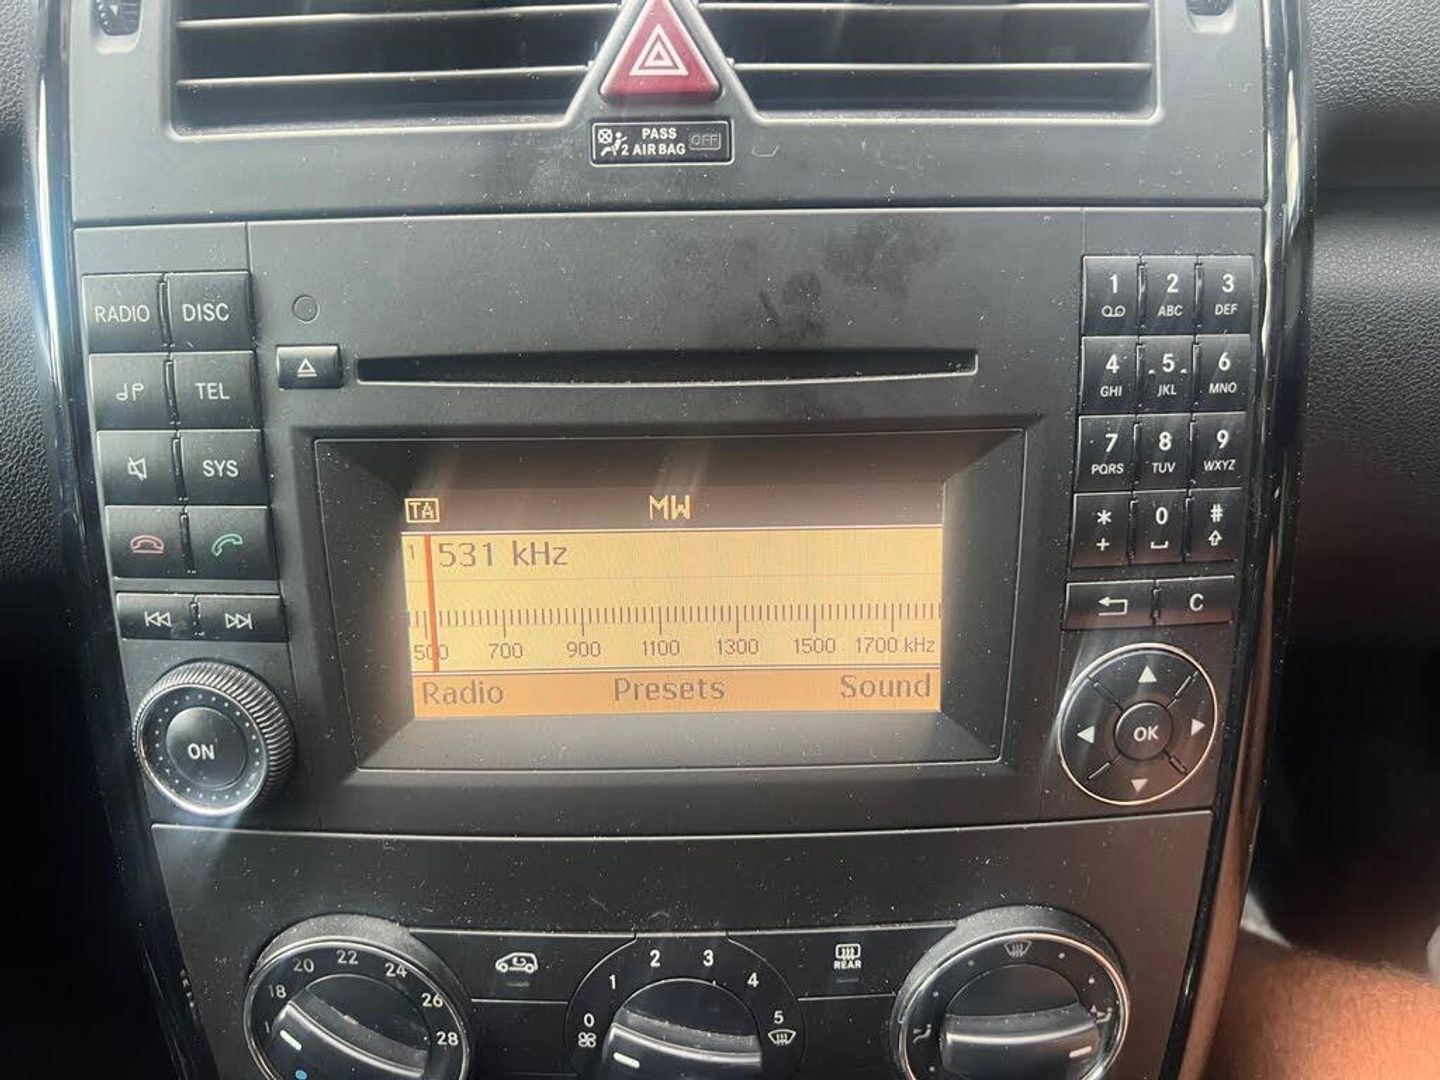 PASS
2 AIR BAG OFF
RADIO DISC
TEL
SYS
ON
TA MW
1 531 kHz
500 700 900 1100 1300 1500 1700 kHz
Radio Presets Sound
1 2 ABC 3 DEF
4 GHI 5 JKL 6 MNO
7 PQRS 8 TUV 9 WXYZ
* + 0 #
C
OK
18 20 22 24 26 28
0 1 2 3 4 5
REAR